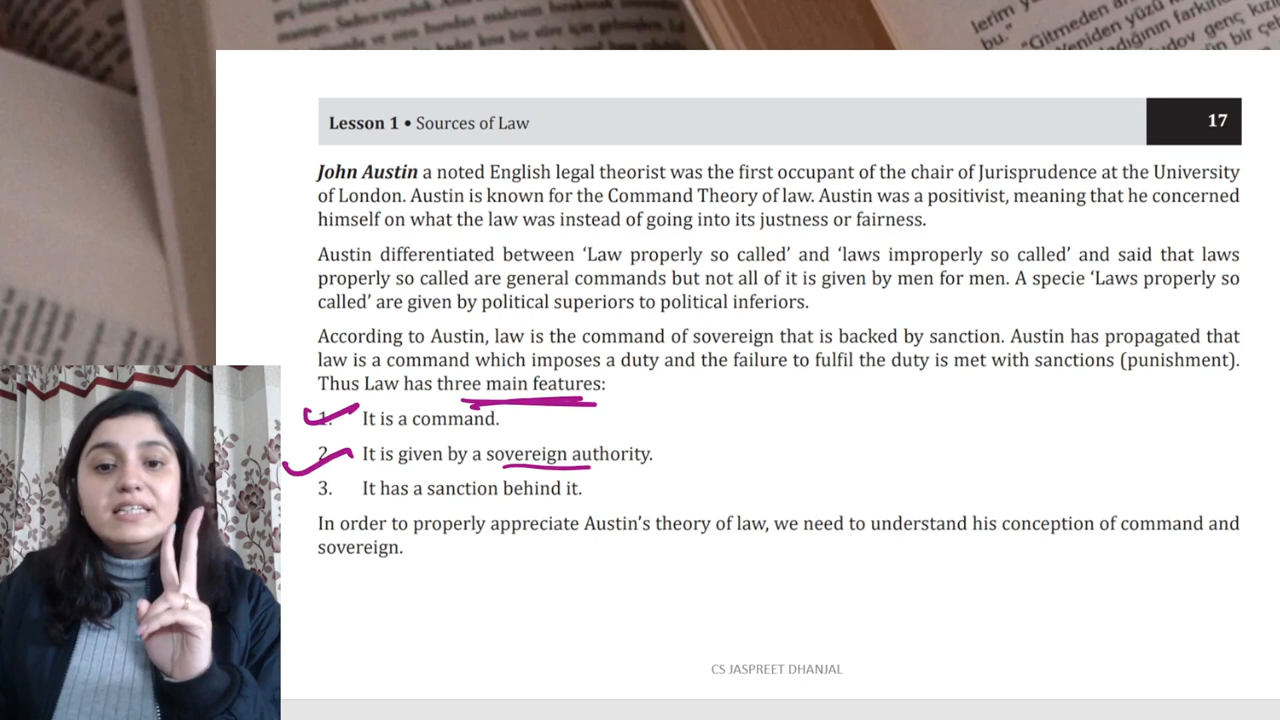 lerim
bu."
"Gitmeden
Yeniden yüzü
genç
bir
Lesson 1 • Sources of Law
17
John Austin a noted English legal theorist was the first occupant of the chair of Jurisprudence at the University
of London. Austin is known for the Command Theory of law. Austin was a positivist, meaning that he concerned
himself on what the law was instead of going into its justness or fairness.
Austin differentiated between ‘Law properly so called’ and ‘laws improperly so called’ and said that laws
properly so called are general commands but not all of it is given by men for men. A specie ‘Laws properly so
called’ are given by political superiors to political inferiors.
According to Austin, law is the command of sovereign that is backed by sanction. Austin has propagated that
law is a command which imposes a duty and the failure to fulfil the duty is met with sanctions (punishment).
Thus Law has three main features:
1. It is a command.
2. It is given by a sovereign authority.
3. It has a sanction behind it.
In order to properly appreciate Austin’s theory of law, we need to understand his conception of command and
sovereign.
CS JASPREET DHANJAL